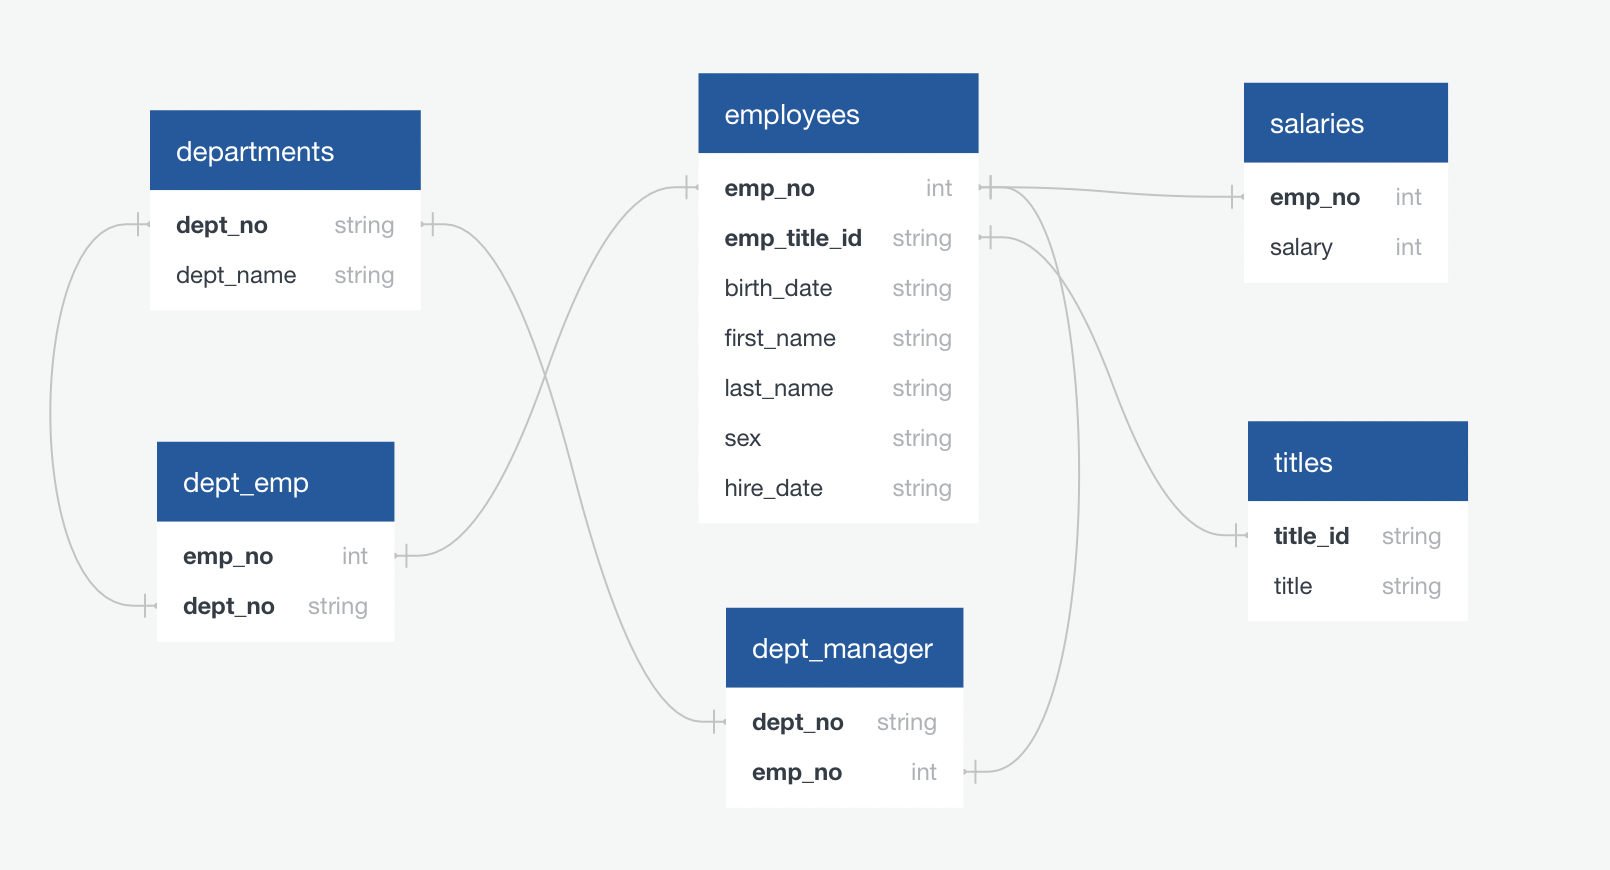 departments
dept_no string
dept_name string
dept_emp
emp_no int
dept_no string
employees
emp_no int
emp_title_id string
birth_date string
first_name string
last_name string
sex string
hire_date string
dept_manager
dept_no string
emp_no int
salaries
emp_no int
salary int
titles
title_id string
title string